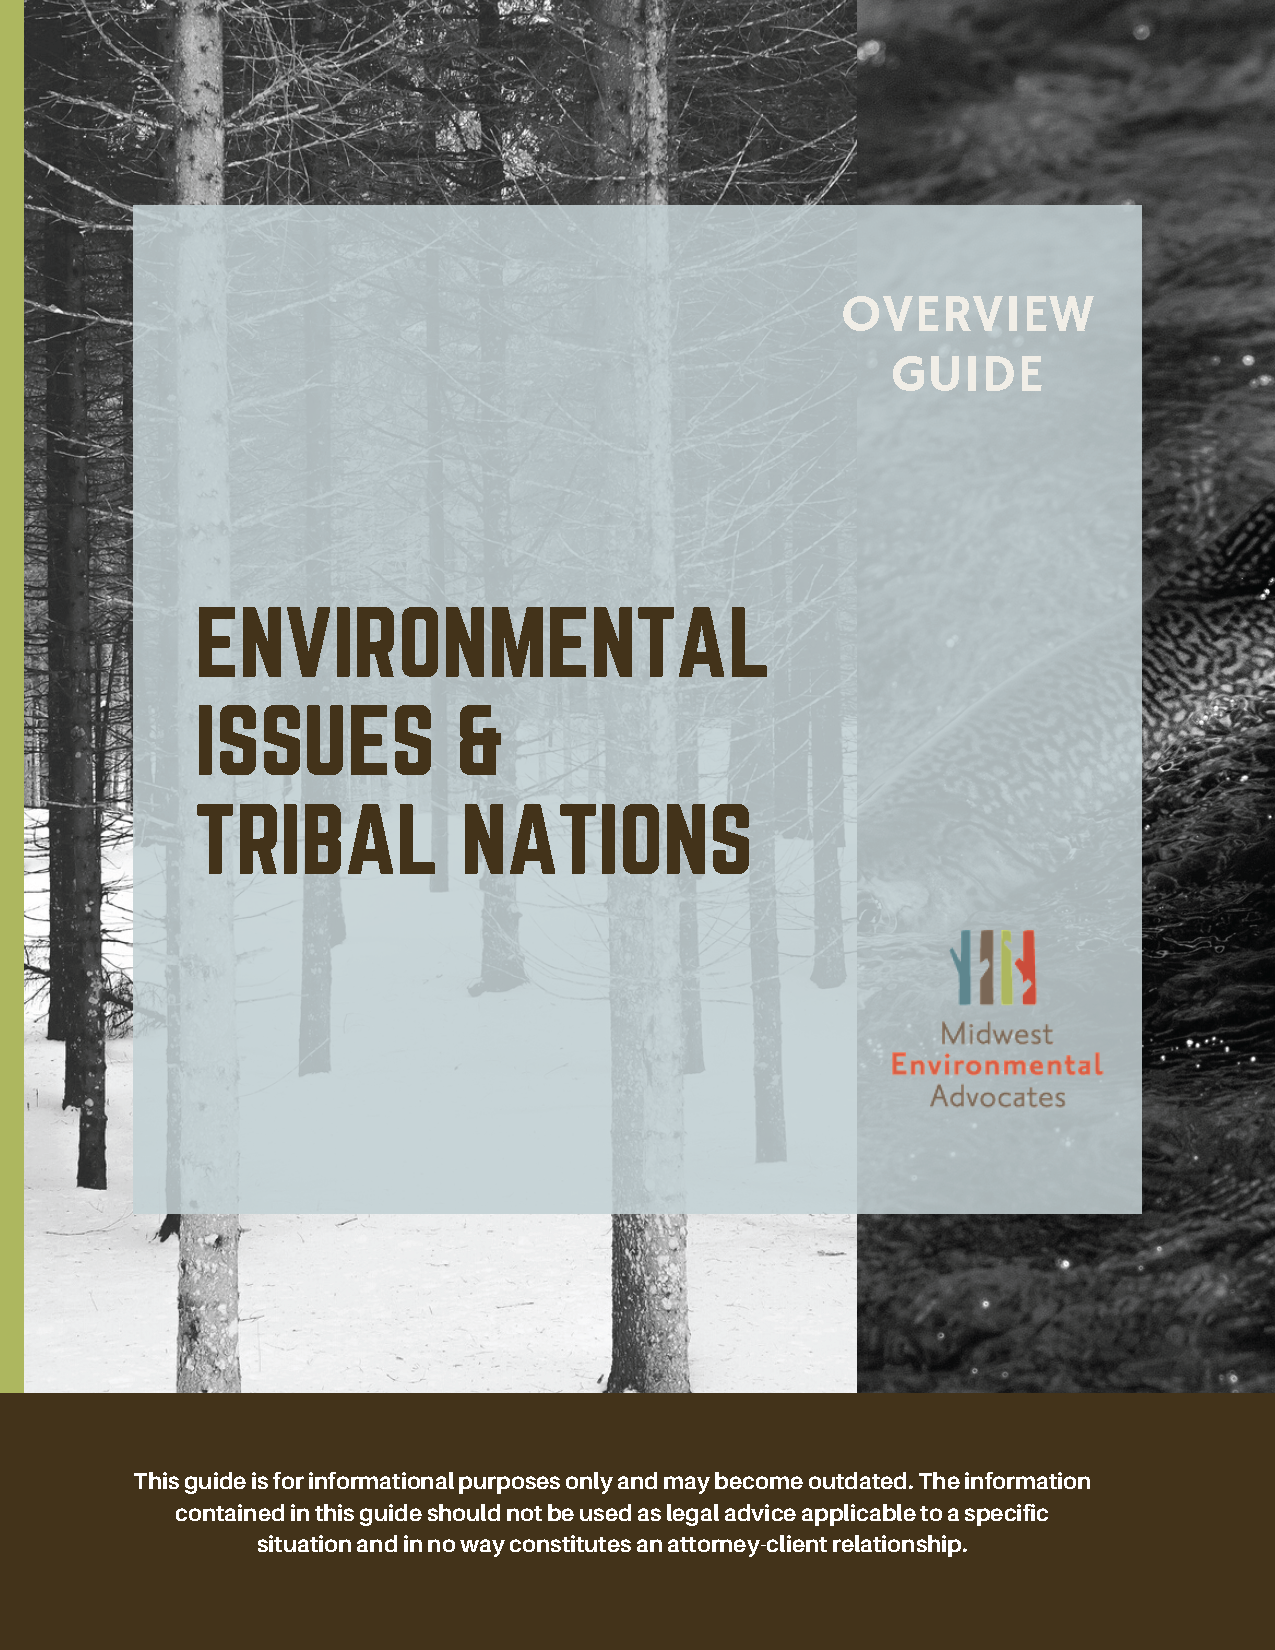 OVERVIEW
GUIDE
ENVIRONMENTAL
ISSUES &
TRIBAL NATIONS
Midwest
Environmental
Advocates
This guide is for informational purposes only and may become outdated. The information
contained in this guide should not be used as legal advice applicable to a specific
situation and in no way constitutes an attorney-client relationship.